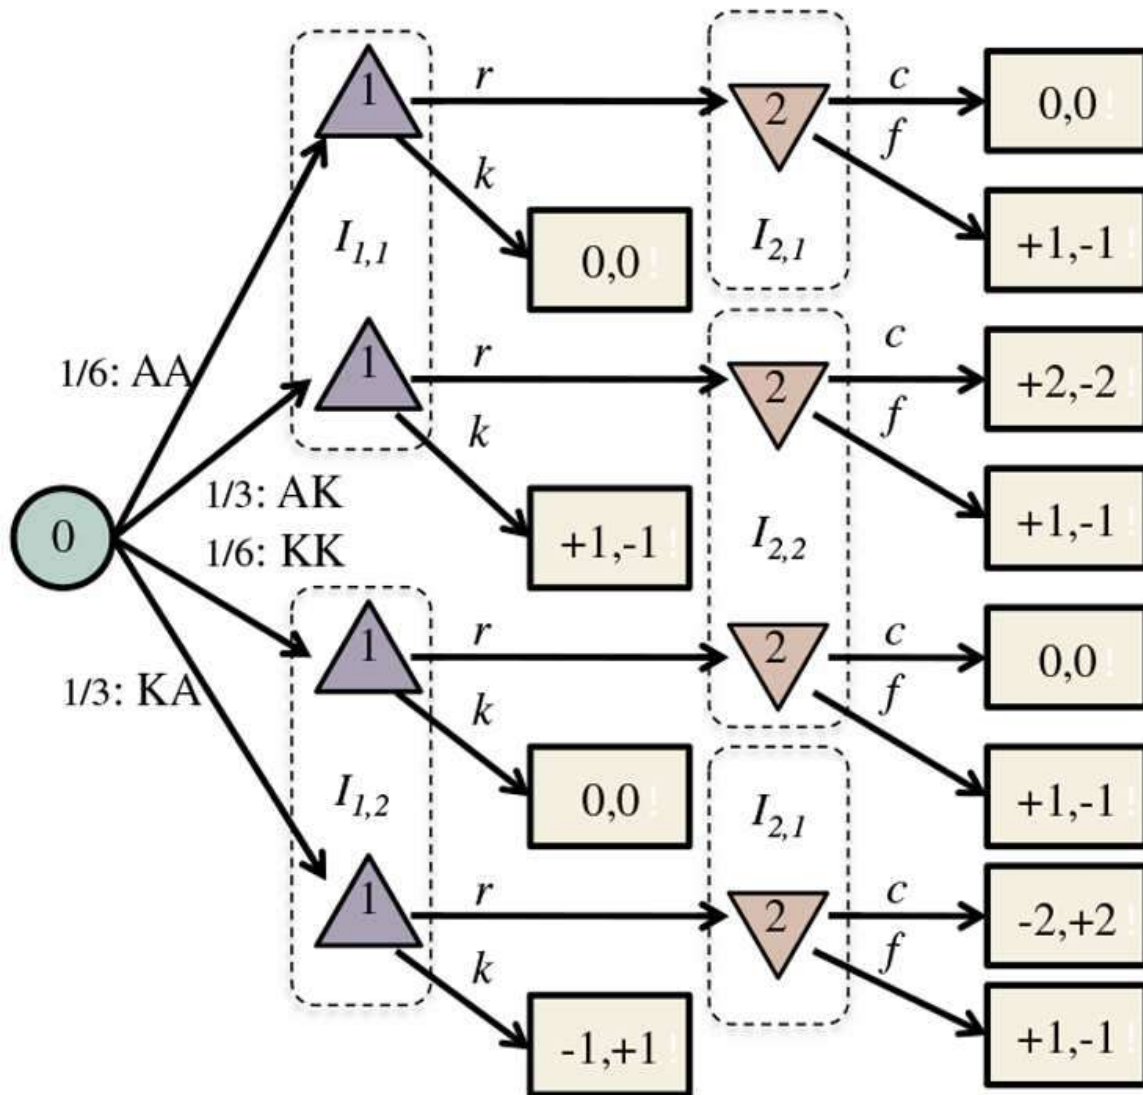 1 r 2 c 0,0
f
k
I1,1 0,0 I2,1 +1,-1
1 r 2 c +2,-2
f
1/6: AA
k
1/3: AK +1,-1 I2,2 +1,-1
0
1/6: KK
1 r 2 c 0,0
f
1/3: KA
k
I1,2 0,0 I2,1 +1,-1
1 r 2 c -2,+2
f
k
-1,+1 +1,-1